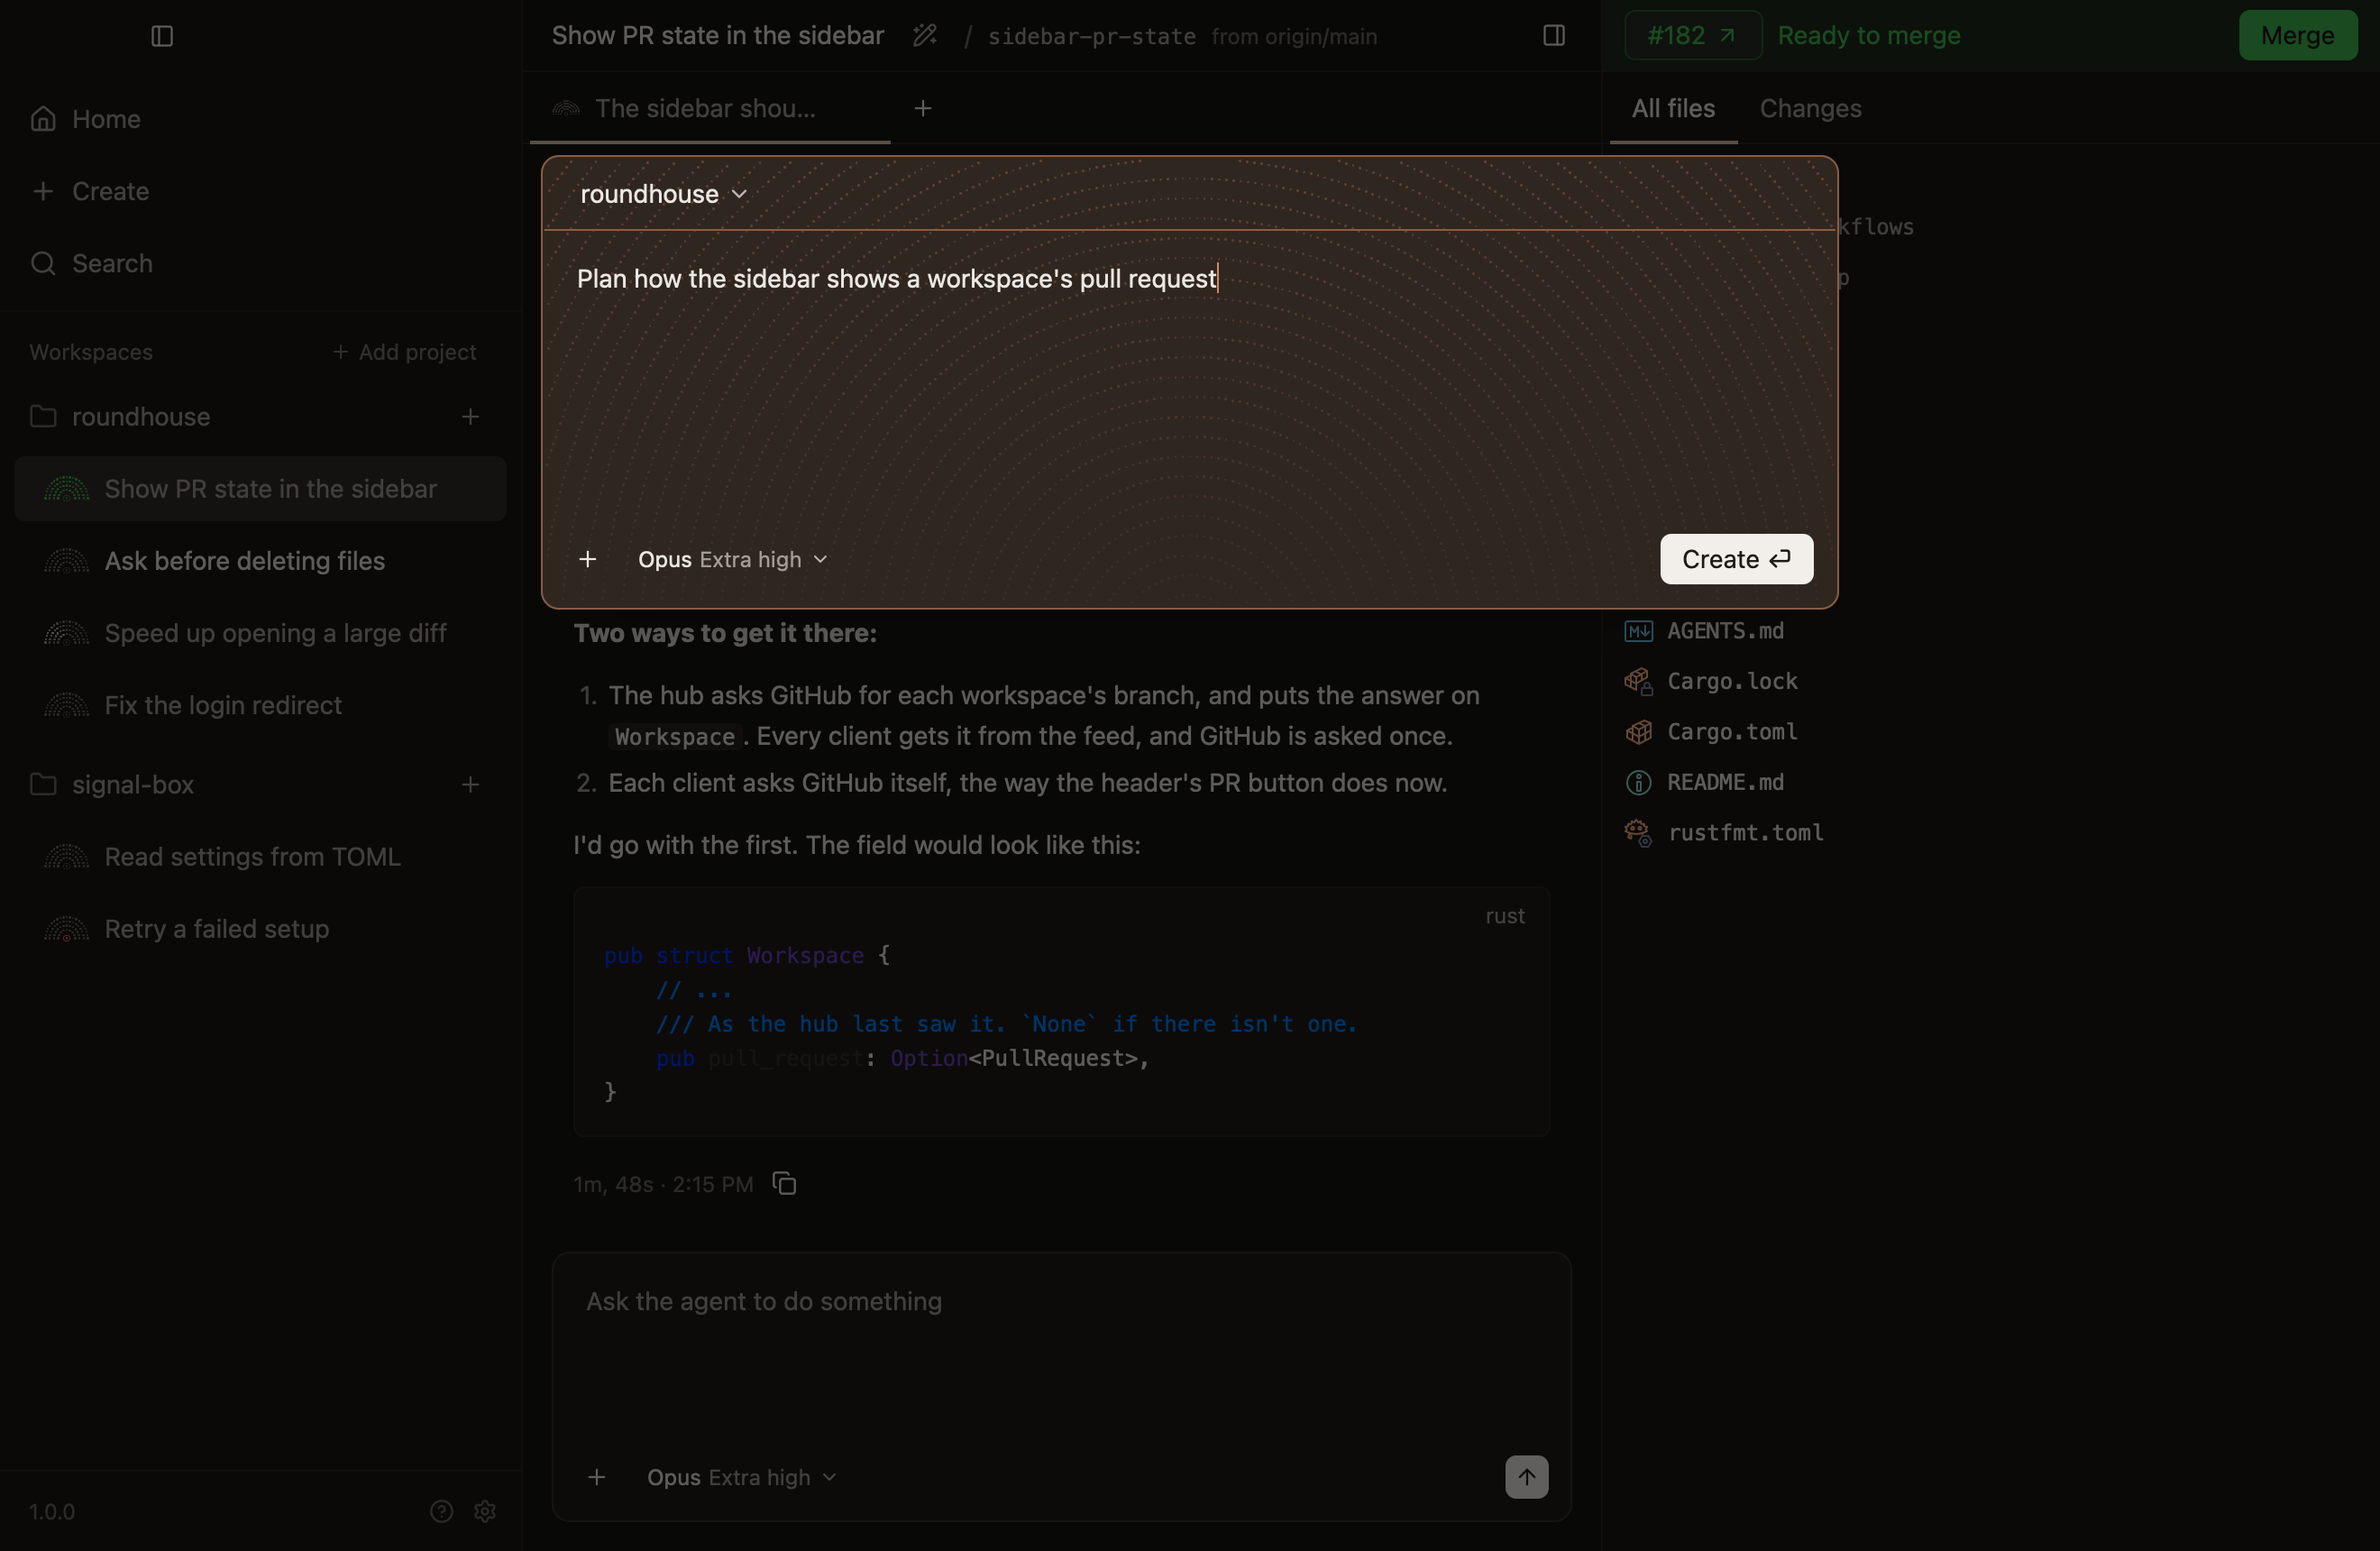 Show PR state in the sidebar / sidebar-pr-state from origin/main
#182 Ready to merge
Merge
Home
Create
Search
Workspaces
Add project
roundhouse
Show PR state in the sidebar
Ask before deleting files
Speed up opening a large diff
Fix the login redirect
signal-box
Read settings from TOML
Retry a failed setup
1.0.0
The sidebar shou...
roundhouse
Plan how the sidebar shows a workspace's pull request
Opus Extra high
Create
Two ways to get it there:
1. The hub asks GitHub for each workspace's branch, and puts the answer on
Workspace. Every client gets it from the feed, and GitHub is asked once.
2. Each client asks GitHub itself, the way the header's PR button does now.
I'd go with the first. The field would look like this:
rust
pub struct Workspace {
// ...
/// As the hub last saw it. `None` if there isn't one.
pub pull_request: Option<PullRequest>,
}
1m, 48s · 2:15 PM
Ask the agent to do something
Opus Extra high
All files
Changes
kflows
p
AGENTS.md
Cargo.lock
Cargo.toml
README.md
rustfmt.toml